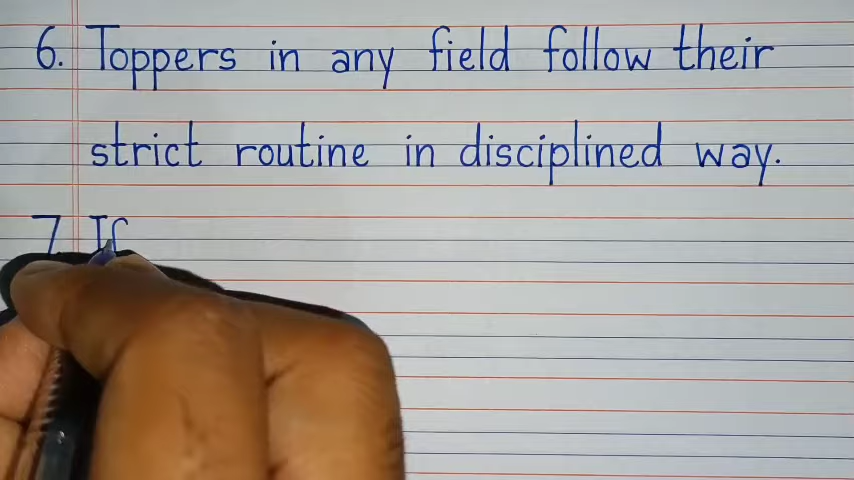 6. Toppers in any field follow their
strict routine in disciplined way.
7 If